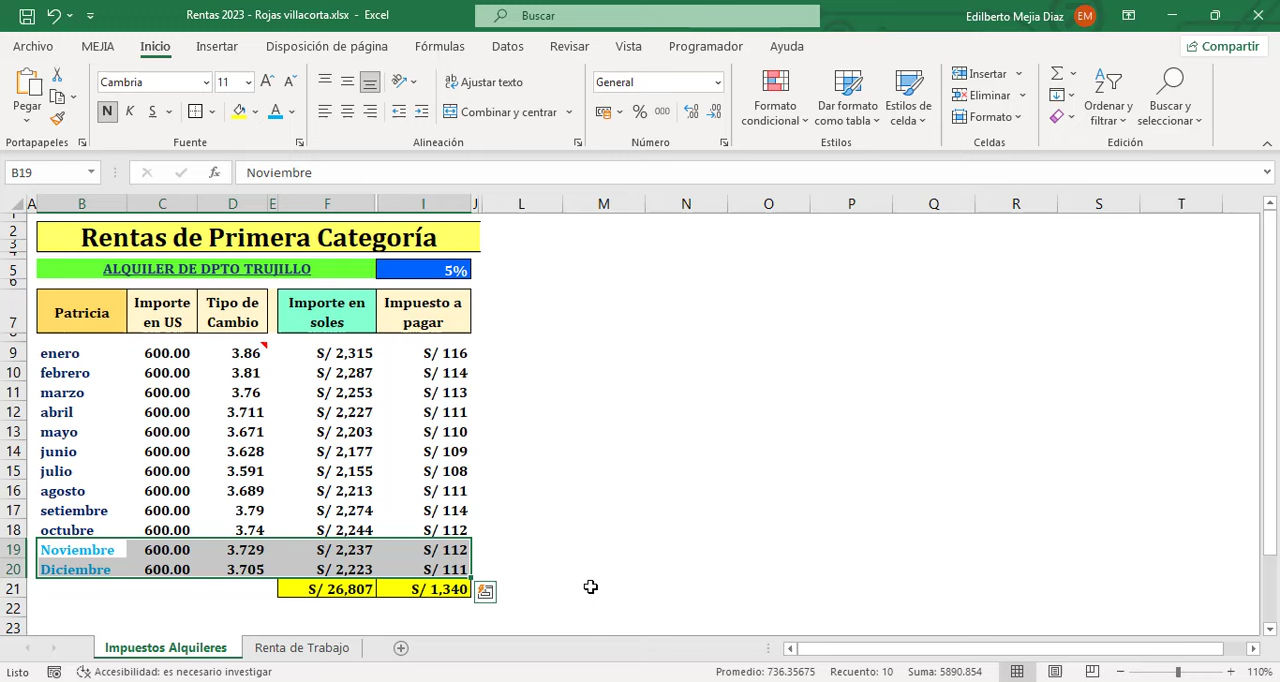 Rentas 2023 - Rojas villacorta.xlsx - Excel
Buscar
Edilberto Mejia Diaz EM
Archivo MEJIA Inicio Insertar Disposición de página Fórmulas Datos Revisar Vista Programador Ayuda Compartir
Pegar
Cambria 11
N K S
Ajustar texto
Combinar y centrar
General
% 000
Formato condicional
Dar formato como tabla
Estilos de celda
Insertar
Eliminar
Formato
Ordenar y filtrar
Buscar y seleccionar
Portapapeles Fuente Alineación Número Estilos Celdas Edición
B19 fx Noviembre
A B C D E F I J L M N O P Q R S T
1
2 Rentas de Primera Categoría
3
5 ALQUILER DE DPTO TRUJILLO 5%
6
7 Patricia Importe en US Tipo de Cambio Importe en soles Impuesto a pagar
9 enero 600.00 3.86 S/ 2,315 S/ 116
10 febrero 600.00 3.81 S/ 2,287 S/ 114
11 marzo 600.00 3.76 S/ 2,253 S/ 113
12 abril 600.00 3.711 S/ 2,227 S/ 111
13 mayo 600.00 3.671 S/ 2,203 S/ 110
14 junio 600.00 3.628 S/ 2,177 S/ 109
15 julio 600.00 3.591 S/ 2,155 S/ 108
16 agosto 600.00 3.689 S/ 2,213 S/ 111
17 setiembre 600.00 3.79 S/ 2,274 S/ 114
18 octubre 600.00 3.74 S/ 2,244 S/ 112
19 Noviembre 600.00 3.729 S/ 2,237 S/ 112
20 Diciembre 600.00 3.705 S/ 2,223 S/ 111
21 S/ 26,807 S/ 1,340
22
23
Impuestos Alquileres Renta de Trabajo
Listo Accesibilidad: es necesario investigar Promedio: 736.35675 Recuento: 10 Suma: 5890.854 110%